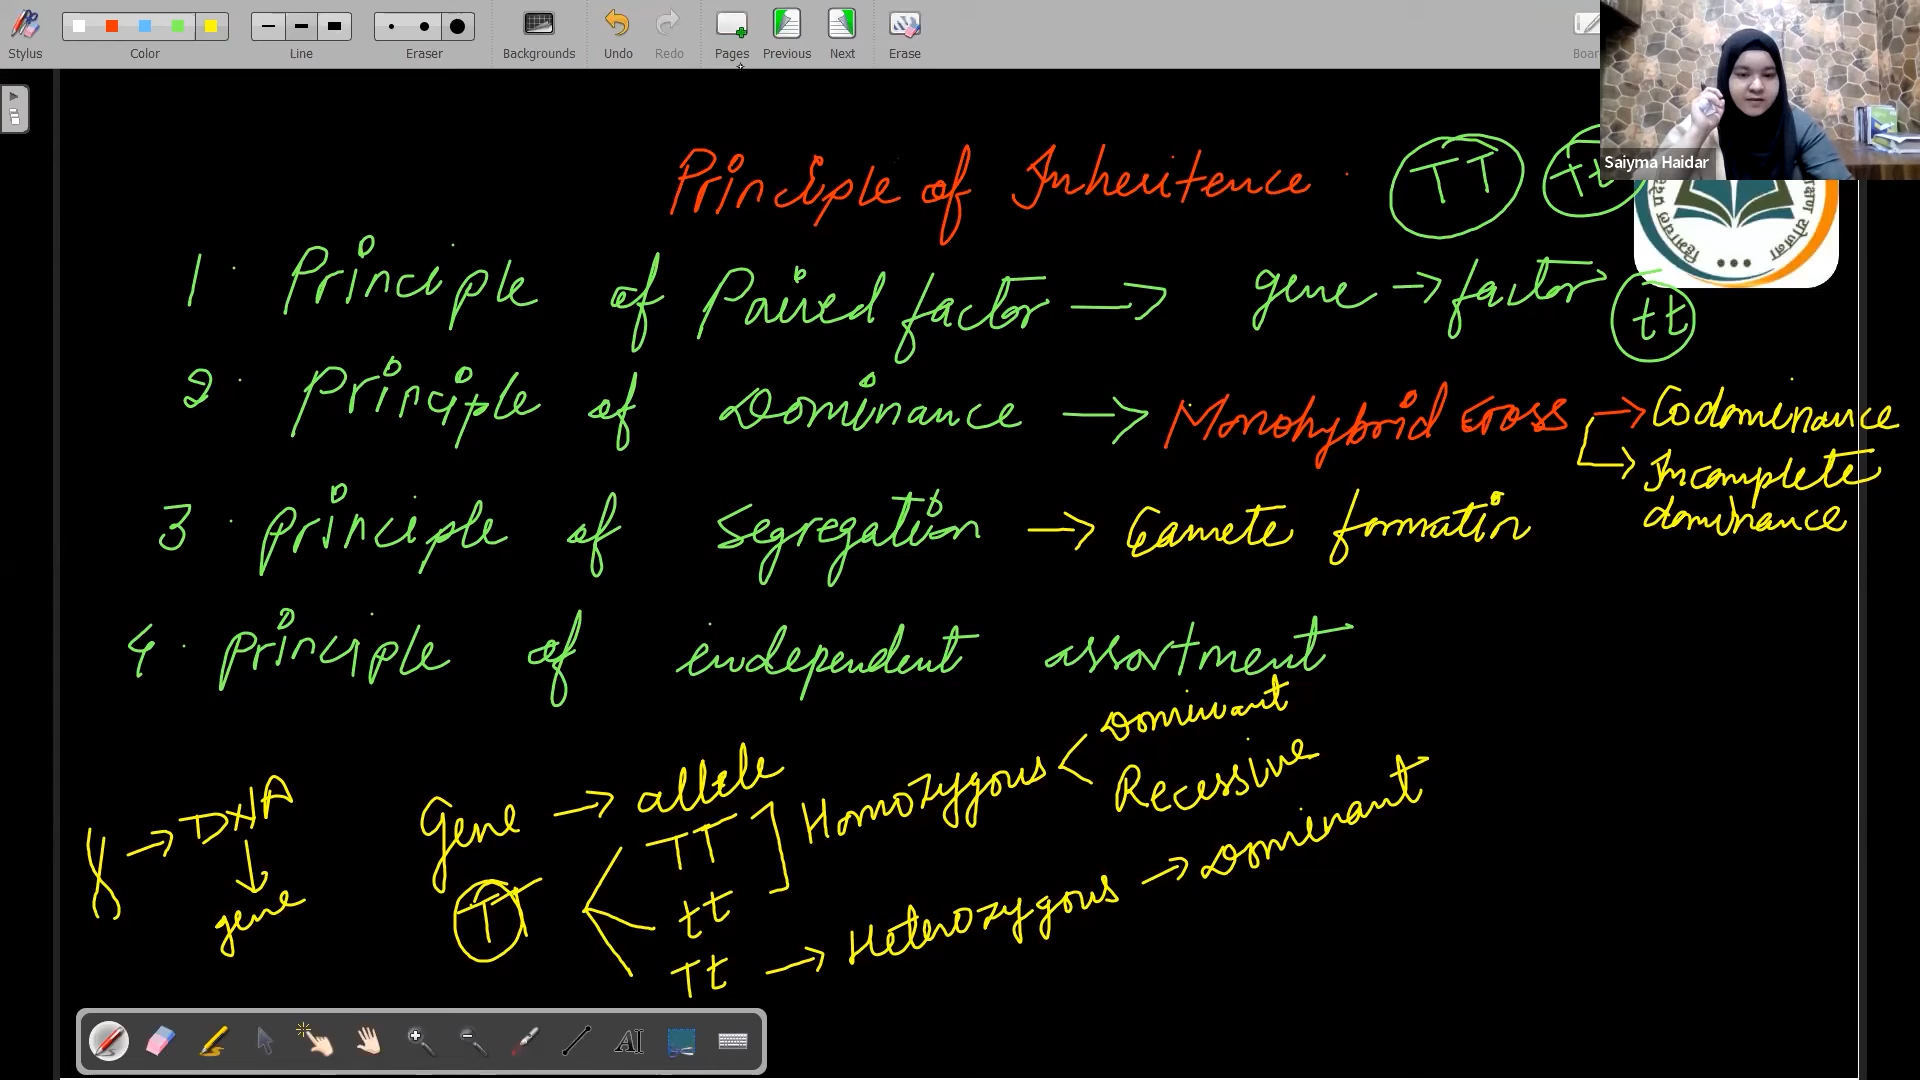 Stylus Color Line Eraser Backgrounds Undo Redo Pages Previous Next Erase
Saiyma Haidar
Principle of Inheritence TT Tt
1. Principle of Paired factor → gene → factor tt
2. Principle of Dominance → Monohybrid cross → Codominance
→ Incomplete
dominance
3. principle of segregation → Gamete formation
4. principle of independent assortment
→ DNA
↓
gene
Gene → allele
T
TT
tt
Homozygous
Dominant
Recessive
Tt → Heterozygous → Dominant